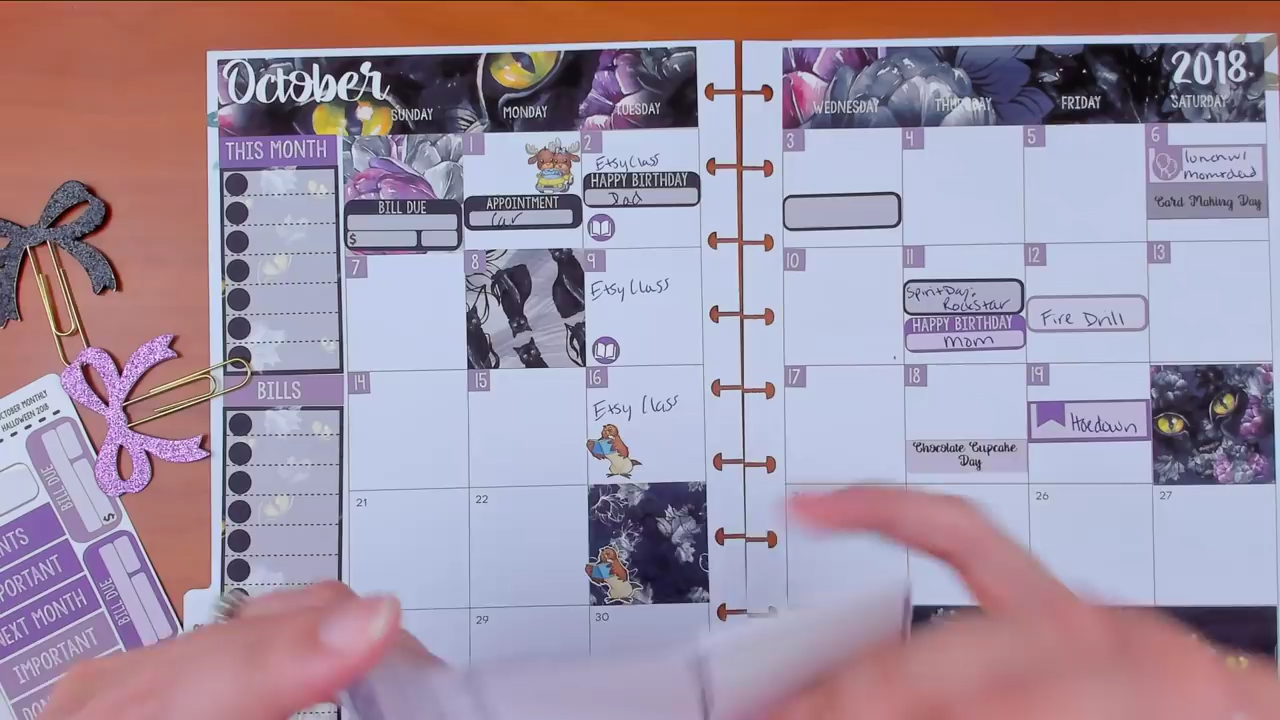 October
2018
SUNDAY
MONDAY
TUESDAY
WEDNESDAY
THURSDAY
FRIDAY
SATURDAY
THIS MONTH
BILL DUE
$
1
APPOINTMENT
Car
2
Etsy Class
HAPPY BIRTHDAY
Dad
3
4
5
6
lunch w/
mom+dad
Card Making Day
7
8
9
Etsy Class
10
11
Spirit Day:
Rockstar
HAPPY BIRTHDAY
Mom
12
Fire Drill
13
BILLS
14
15
16
Etsy Class
17
18
Chocolate Cupcake
Day
19
Hoedown
21
22
26
27
29
30
OCTOBER MONTHLY
HALLOWEEN 2018
BILL DUE
$
BILL DUE
IMPORTANT
NEXT MONTH
IMPORTANT